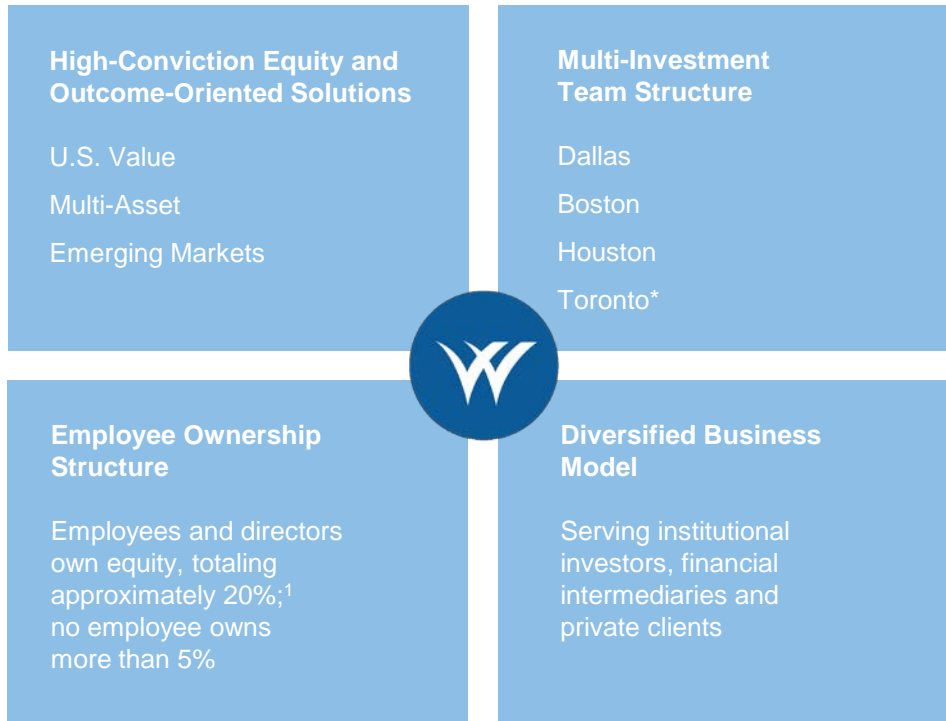 High-Conviction Equity and
Outcome-Oriented Solutions
U.S. Value
Multi-Asset
Emerging Markets
Multi-Investment
Team Structure
Dallas
Boston
Houston
Toronto*
Employee Ownership
Structure
Employees and directors
own equity, totaling
approximately 20%;¹
no employee owns
more than 5%
Diversified Business
Model
Serving institutional
investors, financial
intermediaries and
private clients